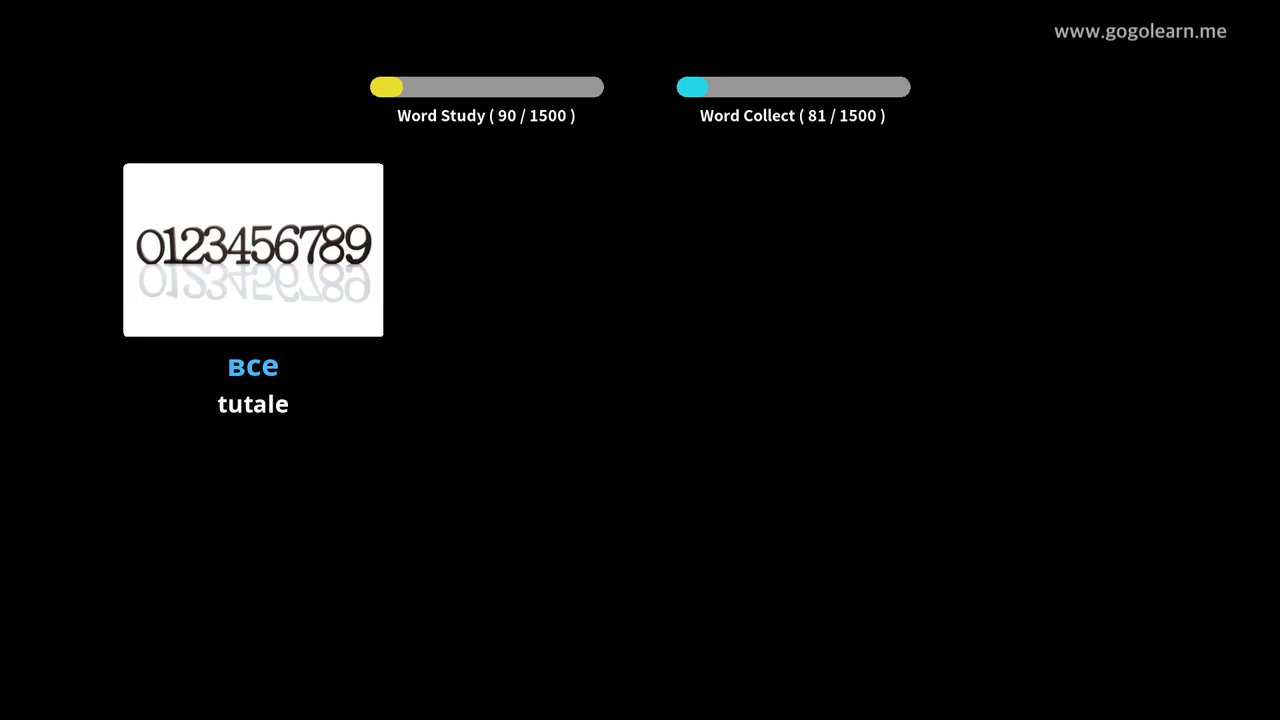 www.gogolearn.me
Word Study ( 90 / 1500 )
Word Collect ( 81 / 1500 )
0123456789
все
tutale